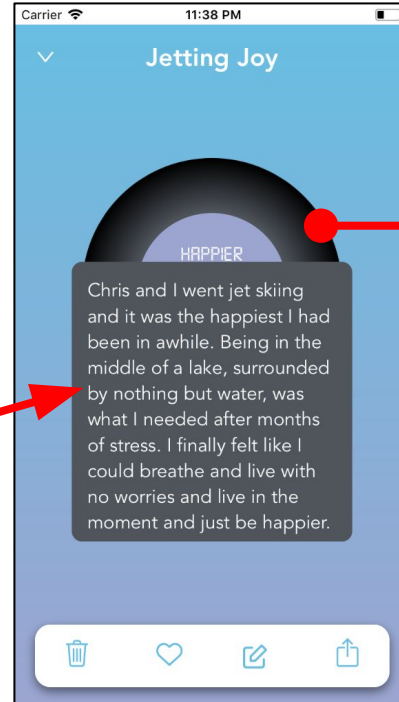 Carrier 11:38 PM
Jetting Joy
HAPPIER
Chris and I went jet skiing
and it was the happiest I had
been in awhile. Being in the
middle of a lake, surrounded
by nothing but water, was
what I needed after months
of stress. I finally felt like I
could breathe and live with
no worries and live in the
moment and just be happier.